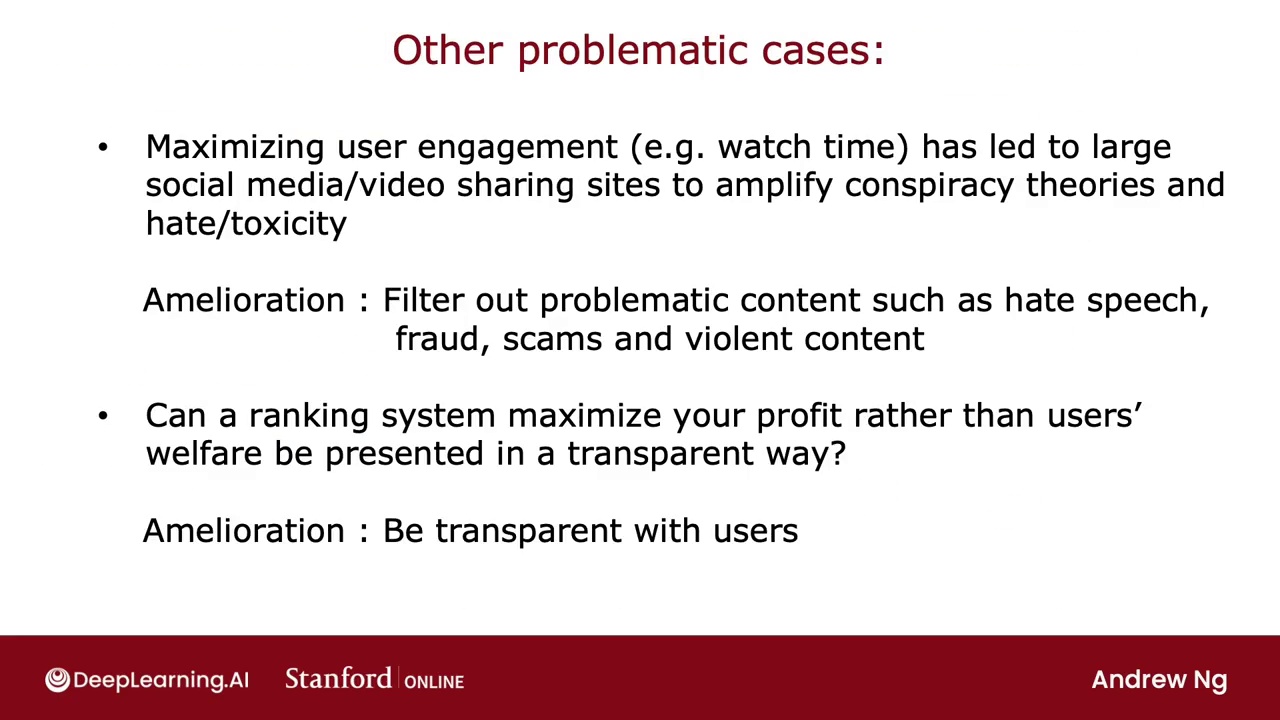 Other problematic cases:
• Maximizing user engagement (e.g. watch time) has led to large
social media/video sharing sites to amplify conspiracy theories and
hate/toxicity
Amelioration : Filter out problematic content such as hate speech,
fraud, scams and violent content
• Can a ranking system maximize your profit rather than users’
welfare be presented in a transparent way?
Amelioration : Be transparent with users
DeepLearning.AI Stanford ONLINE Andrew Ng